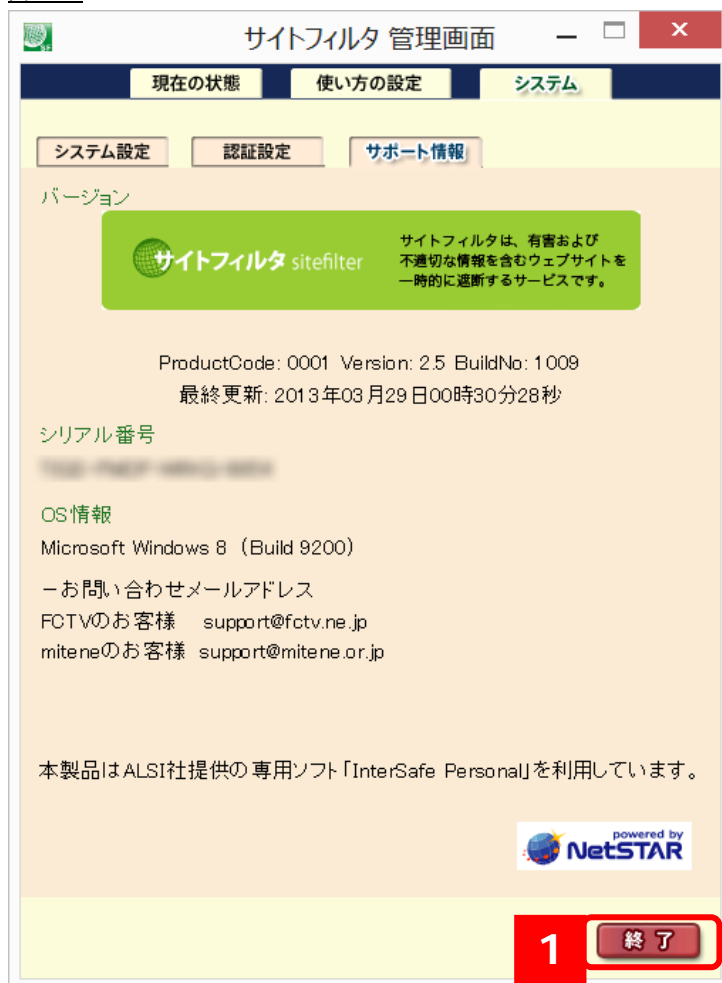 サイトフィルタ 管理画面
現在の状態 使い方の設定 システム
システム設定 認証設定 サポート情報
バージョン
サイトフィルタ sitefilter
サイトフィルタは、有害および
不適切な情報を含むウェブサイトを
一時的に遮断するサービスです。
ProductCode: 0001 Version: 2.5 BuildNo: 1009
最終更新: 2013年03月29日00時30分28秒
シリアル番号
OS情報
Microsoft Windows 8 (Build 9200)
－お問い合わせメールアドレス
FCTVのお客様 support@fctv.ne.jp
miteneのお客様 support@mitene.or.jp
本製品はALSI社提供の専用ソフト「InterSafe Personal」を利用しています。
powered by
NetSTAR
1 終了